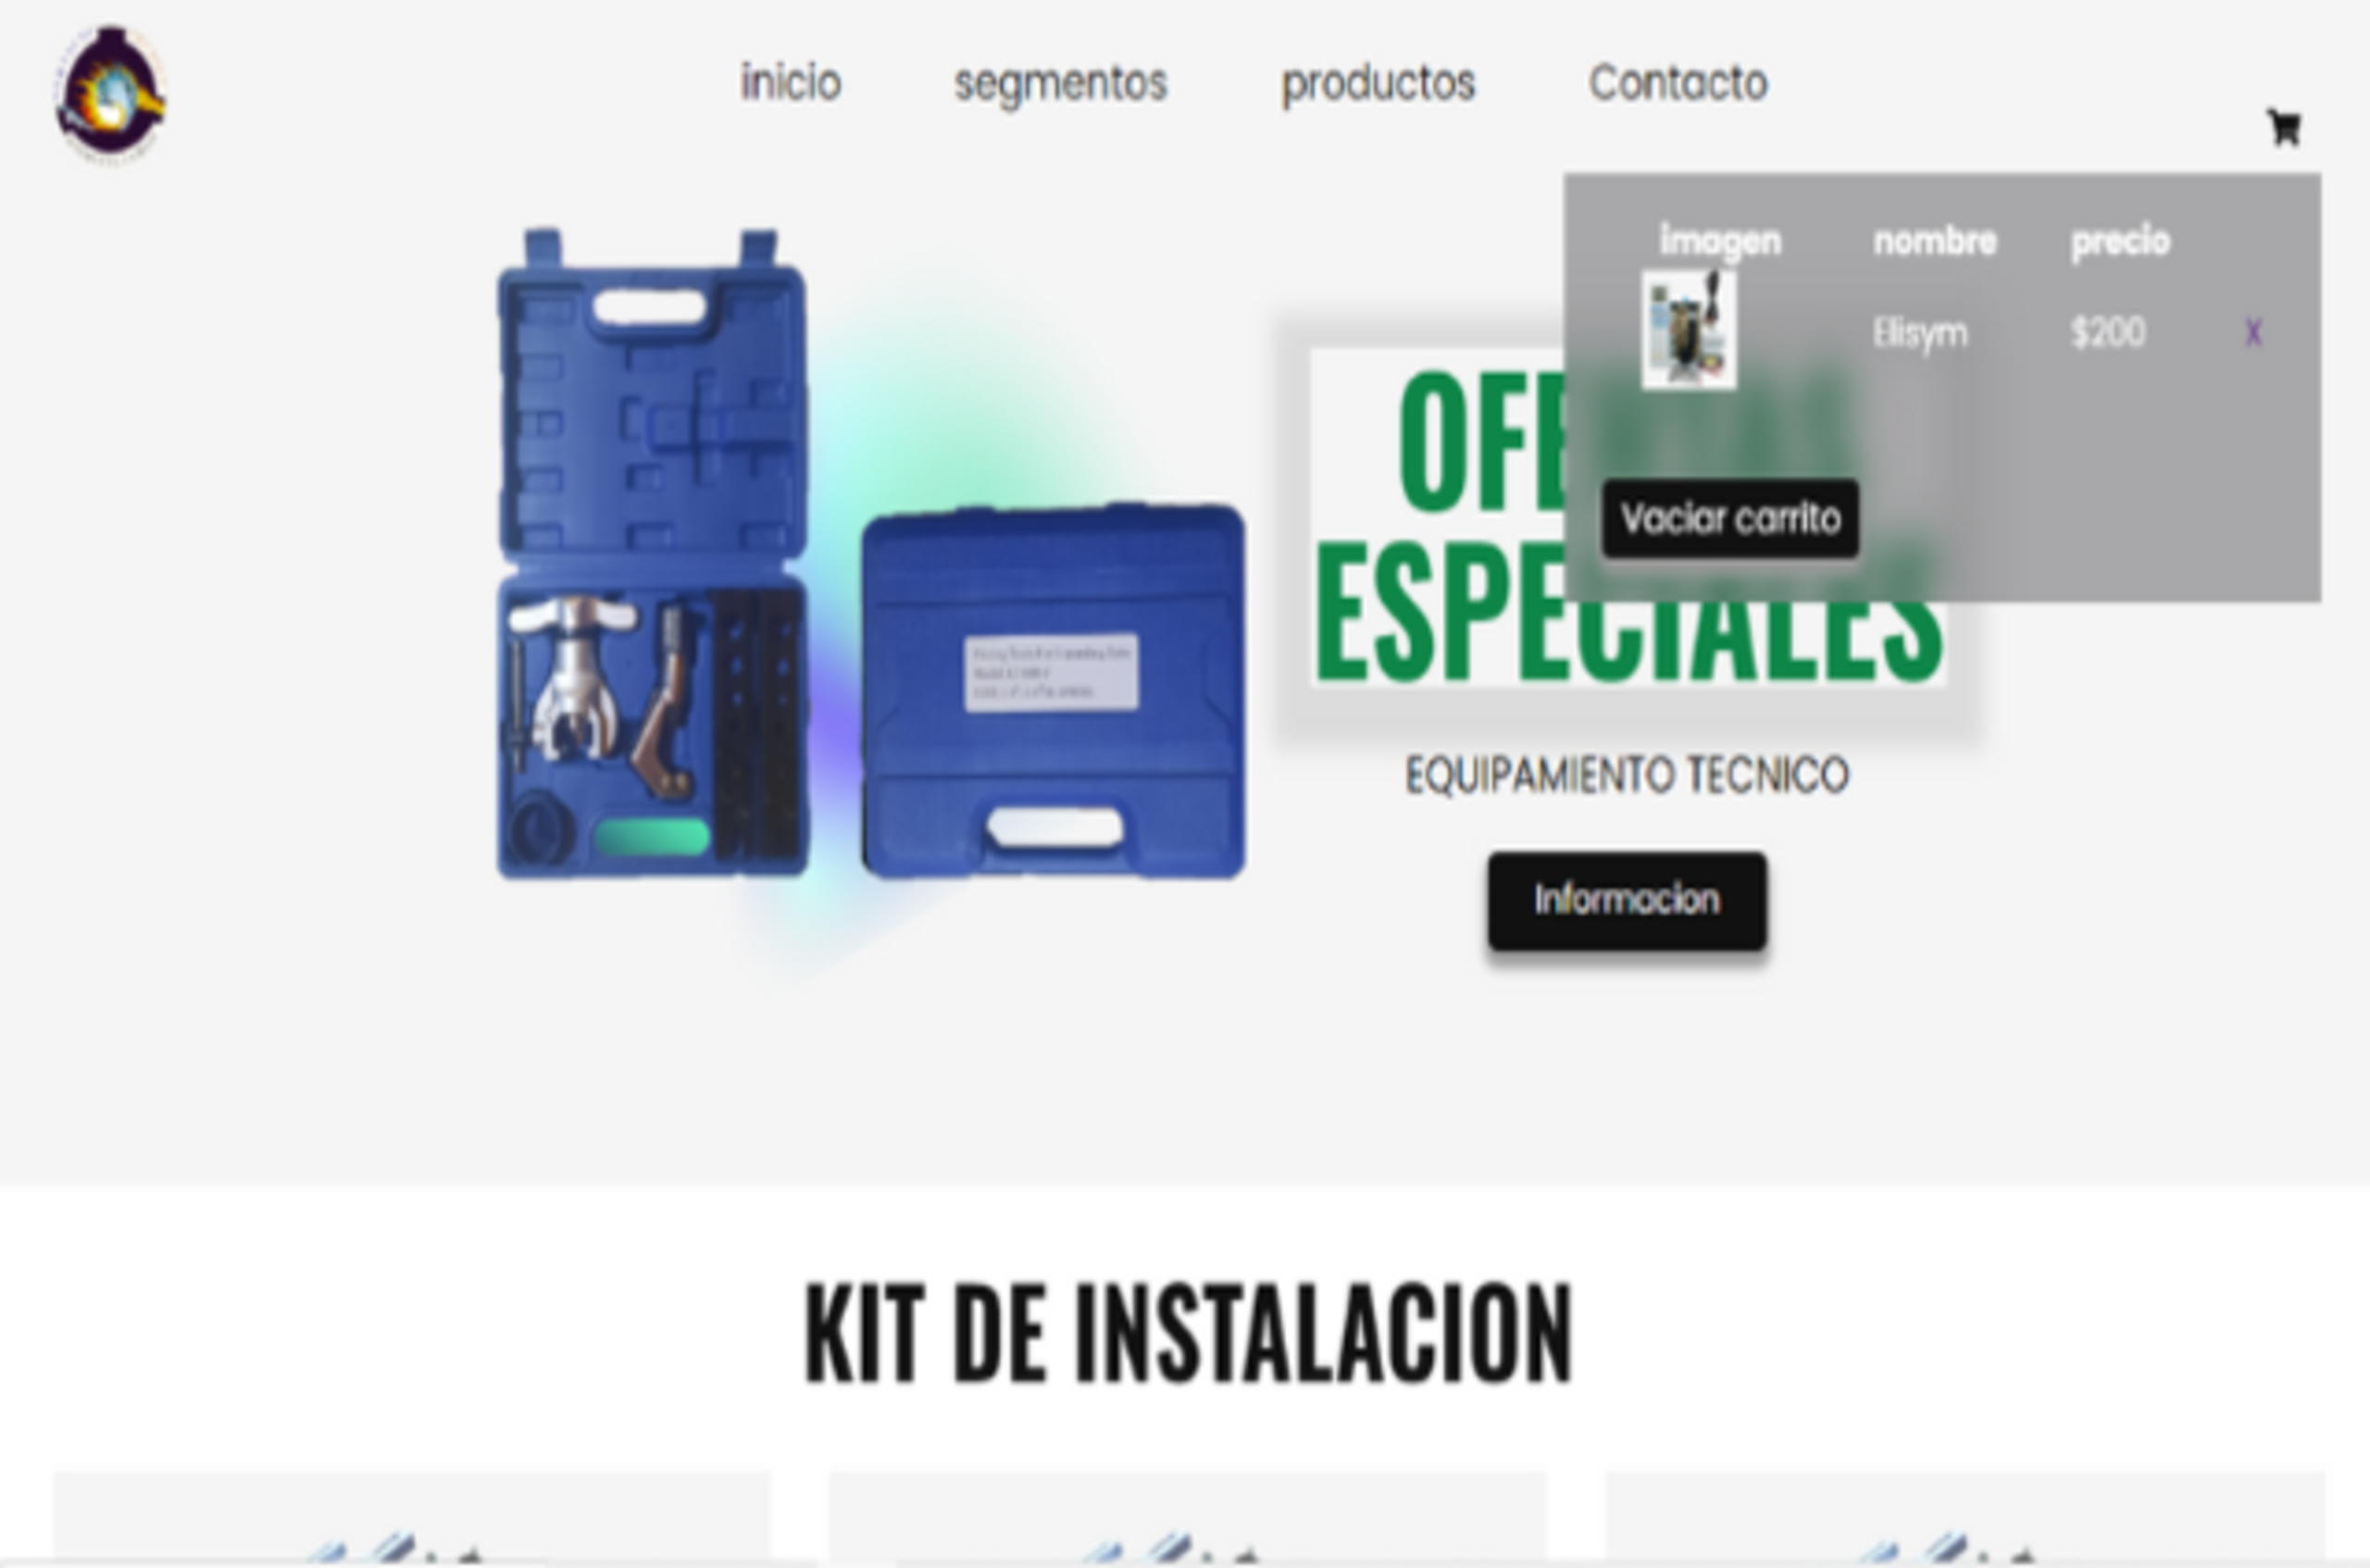 inicio segmentos productos Contacto
imagen nombre precio
Elisym $200 X
Vaciar carrito
OFE
ESPECIALES
EQUIPAMIENTO TECNICO
Informacion
KIT DE INSTALACION